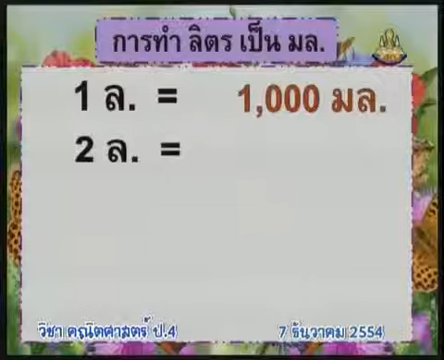 การทำ ลิตร เป็น มล.
1 ล. = 1,000 มล.
2 ล. =
วิชา คณิตศาสตร์ ป.4 7 ธันวาคม 2554